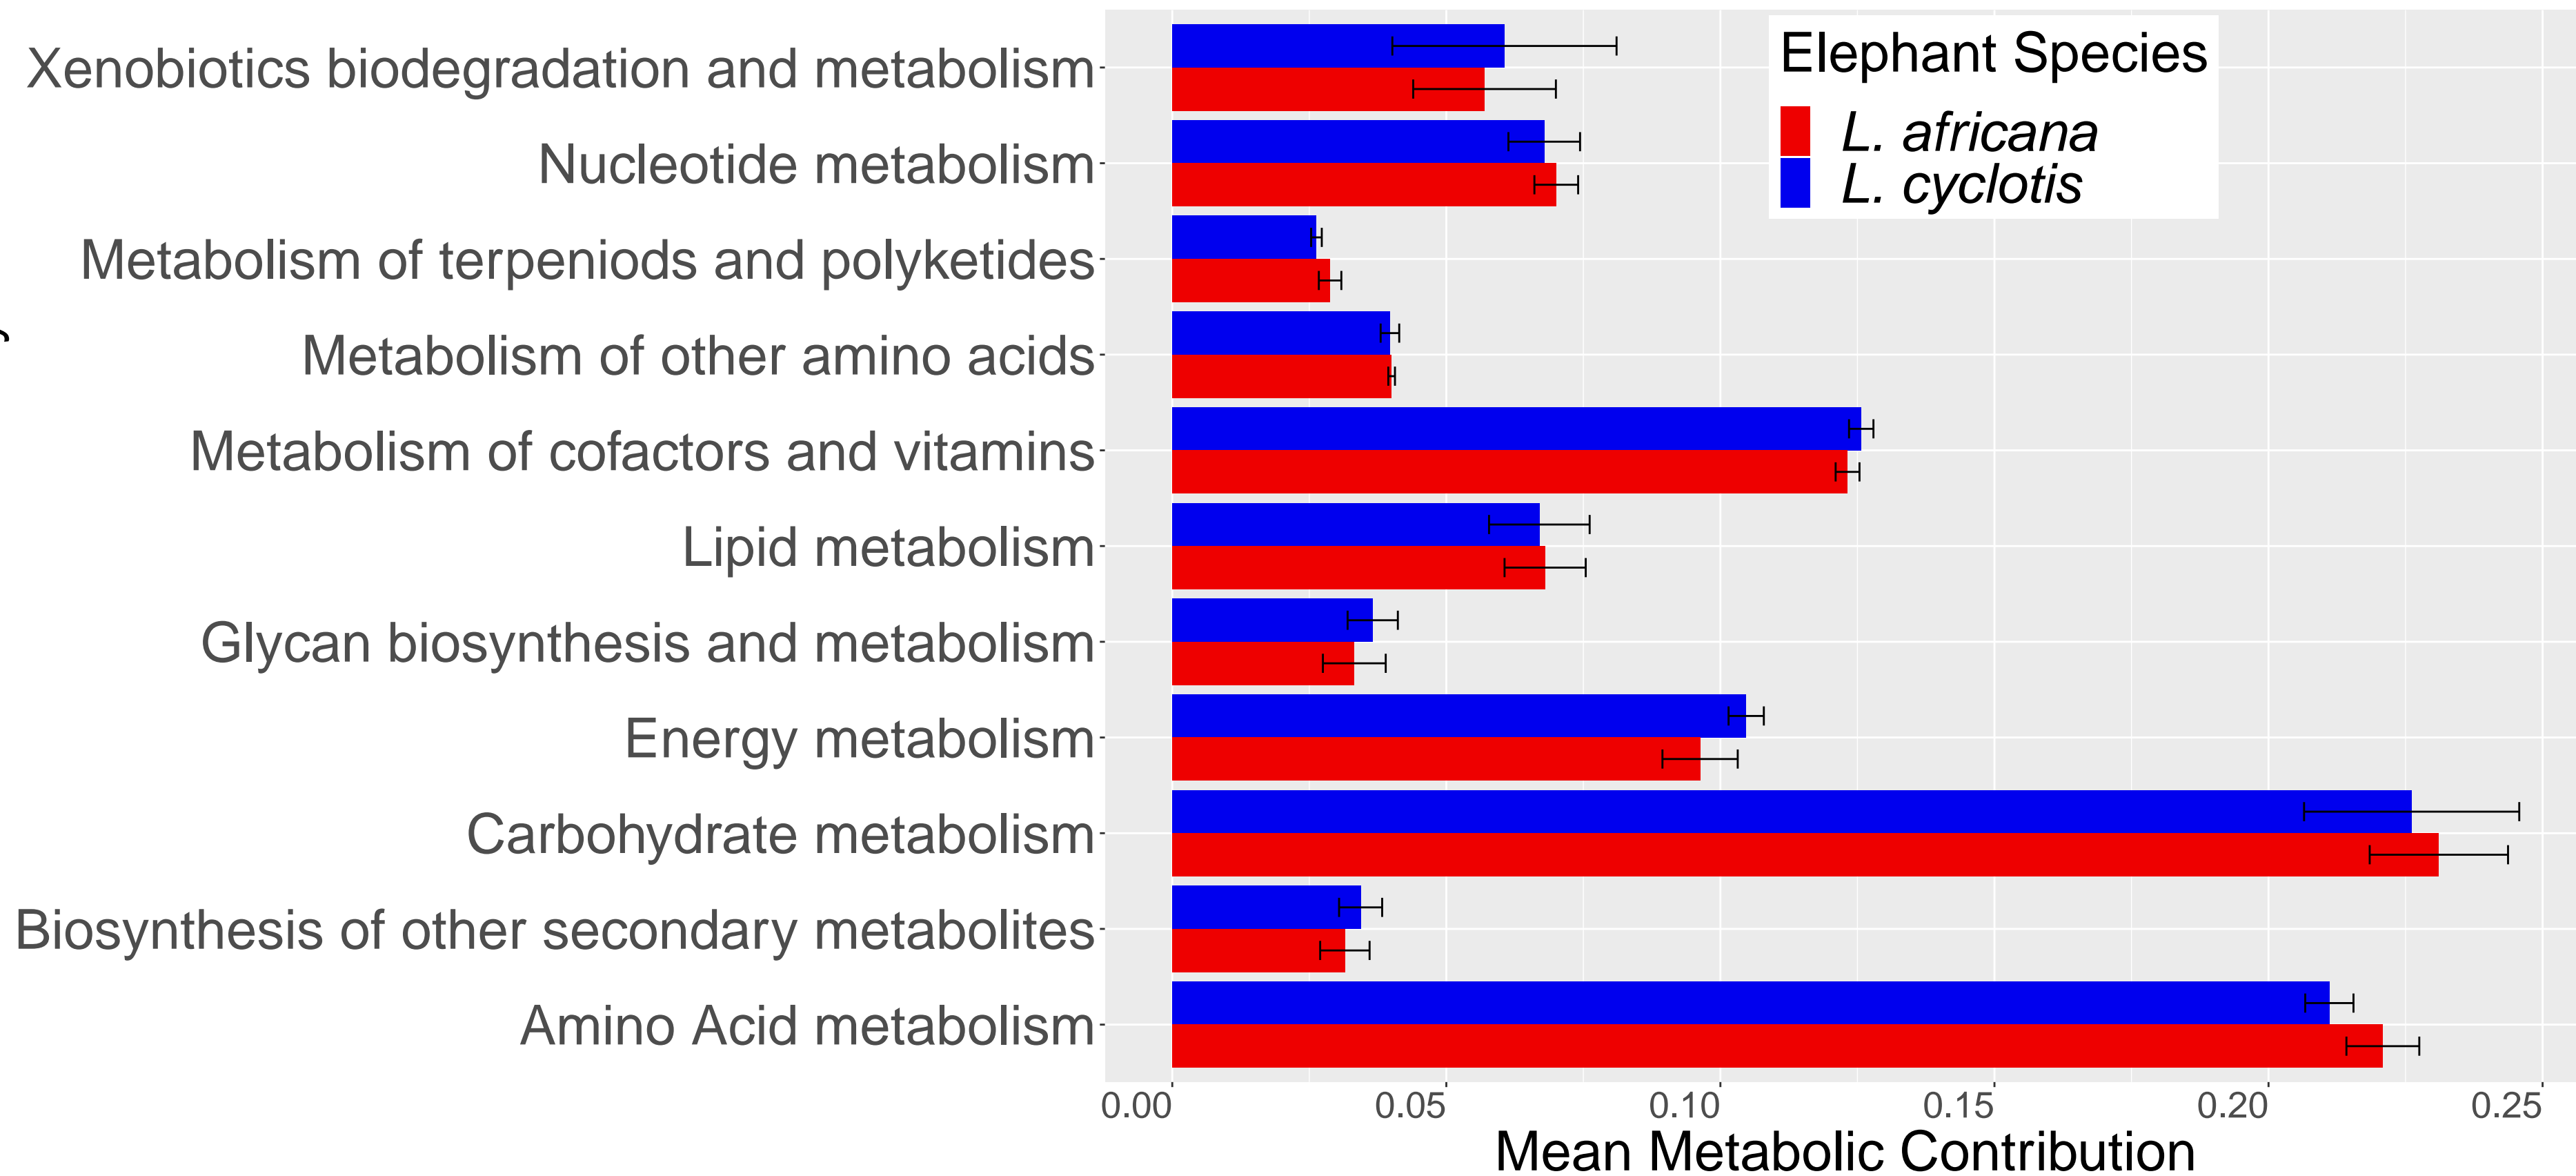 Xenobiotics biodegradation and metabolism
Nucleotide metabolism
Metabolism of terpeniods and polyketides
Metabolism of other amino acids
Metabolism of cofactors and vitamins
Lipid metabolism
Glycan biosynthesis and metabolism
Energy metabolism
Carbohydrate metabolism
Biosynthesis of other secondary metabolites
Amino Acid metabolism
Elephant Species
L. africana
L. cyclotis
0.00 0.05 0.10 0.15 0.20 0.25
Mean Metabolic Contribution